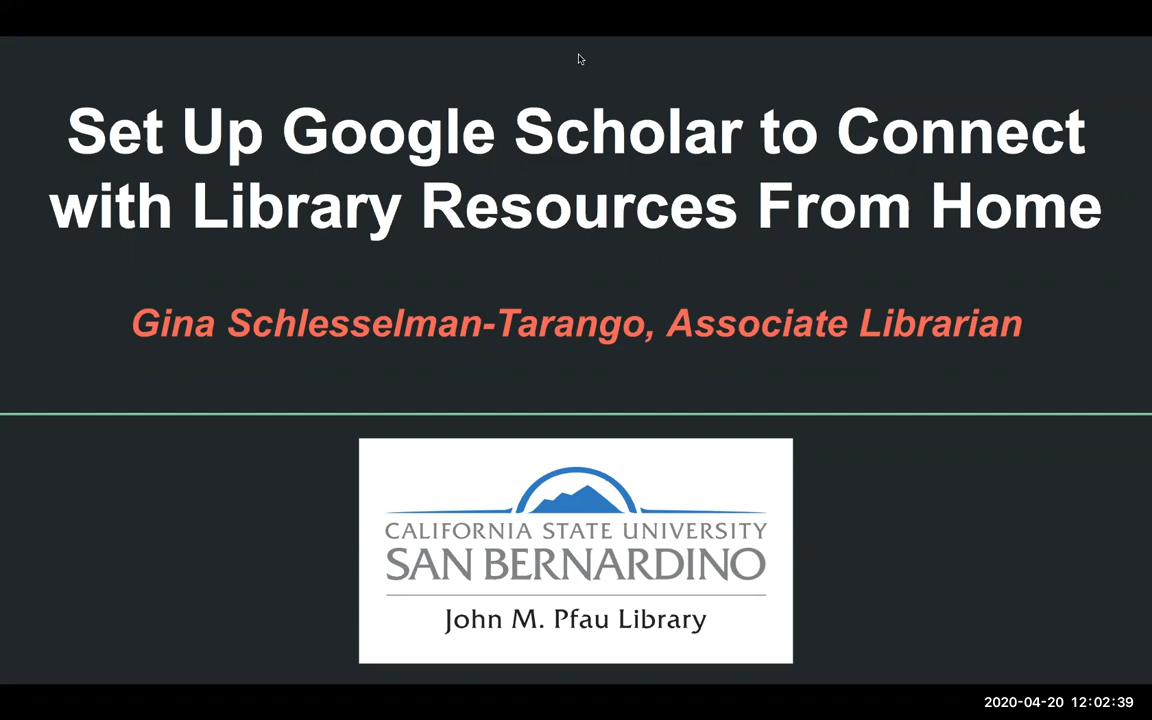 Set Up Google Scholar to Connect
with Library Resources From Home
Gina Schlesselman-Tarango, Associate Librarian
CALIFORNIA STATE UNIVERSITY
SAN BERNARDINO
John M. Pfau Library
2020-04-20 12:02:39